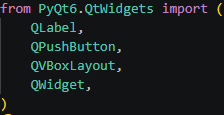 from PyQt6.QtWidgets import (
    QLabel,
    QPushButton,
    QVBoxLayout,
    QWidget,
)